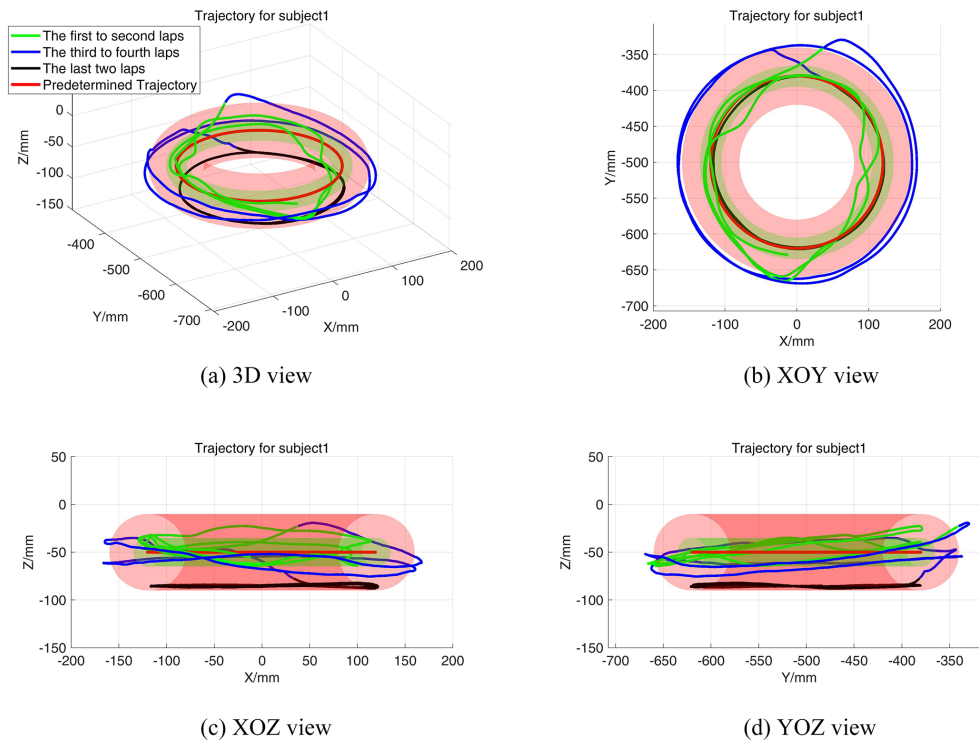 Trajectory for subject1
The first to second laps
The third to fourth laps
The last two laps
Predetermined Trajectory
0
-50
-100
-150
Z/mm
-400
-500
-600
-700
Y/mm
-200
-100
0
100
200
X/mm
(a) 3D view
Trajectory for subject1
-350
-400
-450
-500
-550
-600
-650
-700
Y/mm
-200
-100
0
100
200
X/mm
(b) XOY view
Trajectory for subject1
50
0
-50
-100
-150
Z/mm
-200
-150
-100
-50
0
50
100
150
200
X/mm
(c) XOZ view
Trajectory for subject1
50
0
-50
-100
-150
Z/mm
-700
-650
-600
-550
-500
-450
-400
-350
Y/mm
(d) YOZ view